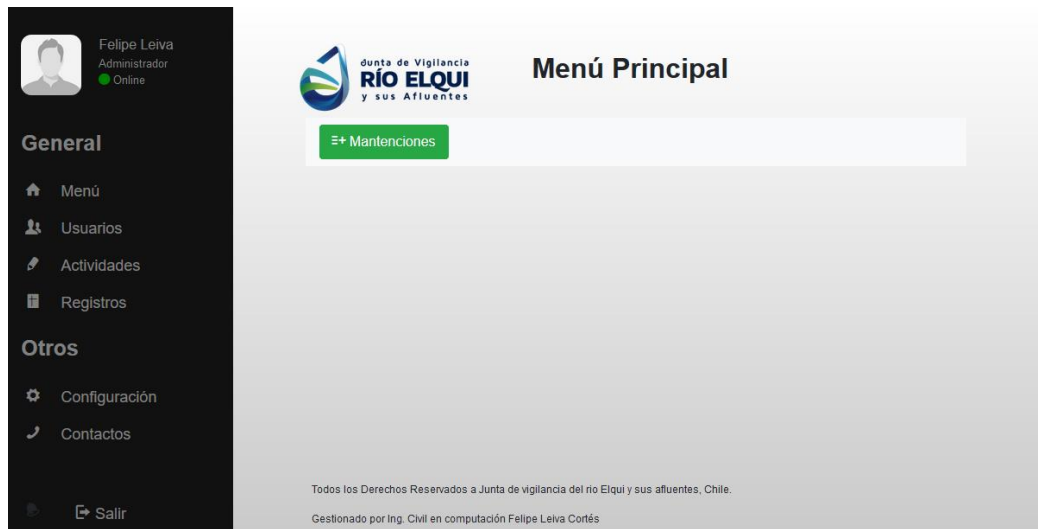 Felipe Leiva
Administrador
Online
General
Menú
Usuarios
Actividades
Registros
Otros
Configuración
Contactos
Salir
Junta de Vigilancia
RÍO ELQUI
y sus Afluentes
Menú Principal
Mantenciones
Todos los Derechos Reservados a Junta de vigilancia del rio Elqui y sus afluentes, Chile.
Gestionado por Ing. Civil en computación Felipe Leiva Cortés